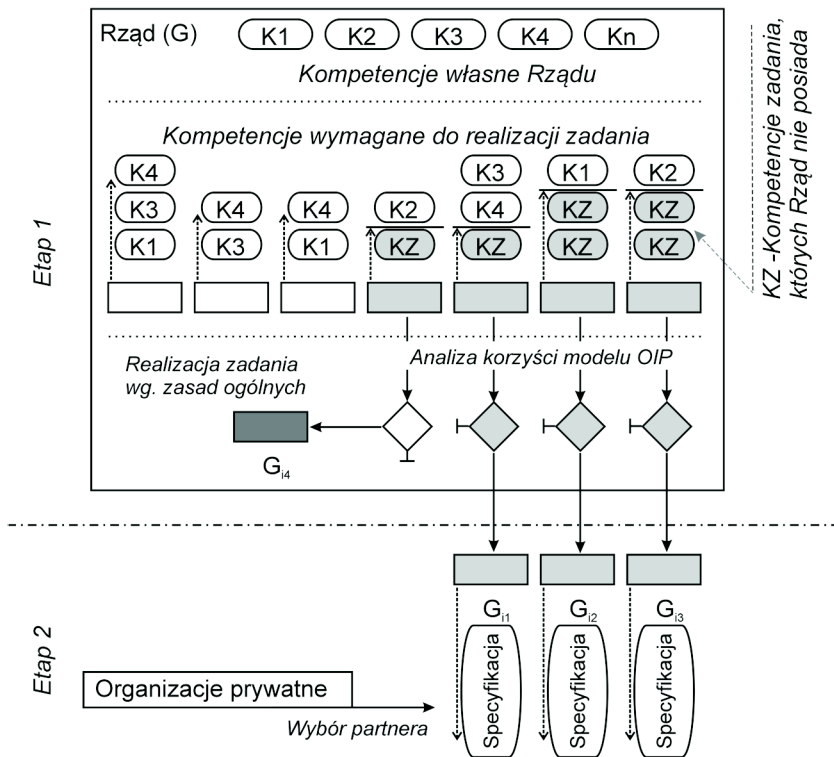 Rząd (G) K1 K2 K3 K4 Kn
Kompetencje własne Rządu
Kompetencje wymagane do realizacji zadania
K4 K3 K1 K2
K3 K4 K4 K2 K4 KZ KZ
K1 K3 K1 KZ KZ KZ KZ
KZ -Kompetencje zadania,
których Rząd nie posiada
Etap 1
Realizacja zadania
wg. zasad ogólnych
Analiza korzyści modelu OIP
Gi4
Etap 2
Gi1 Gi2 Gi3
Specyfikacja Specyfikacja Specyfikacja
Organizacje prywatne
Wybór partnera